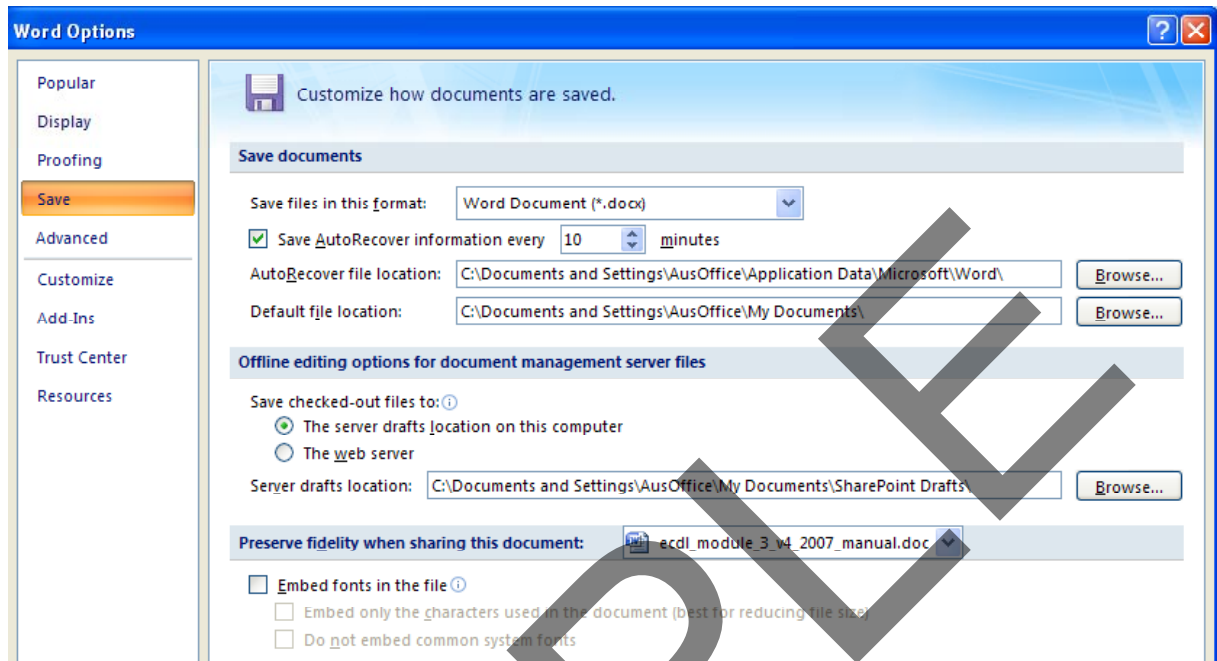 Word Options
Popular
Display
Proofing
Save
Advanced
Customize
Add-Ins
Trust Center
Resources
Customize how documents are saved.
Save documents
Save files in this format: Word Document (*.docx)
Save AutoRecover information every 10 minutes
AutoRecover file location: C:\Documents and Settings\AusOffice\Application Data\Microsoft\Word\ Browse...
Default file location: C:\Documents and Settings\AusOffice\My Documents\ Browse...
Offline editing options for document management server files
Save checked-out files to:
The server drafts location on this computer
The web server
Server drafts location: C:\Documents and Settings\AusOffice\My Documents\SharePoint Drafts\ Browse...
Preserve fidelity when sharing this document: ecdl_module_3_v4_2007_manual.doc
Embed fonts in the file
Embed only the characters used in the document (best for reducing file size)
Do not embed common system fonts
PLE